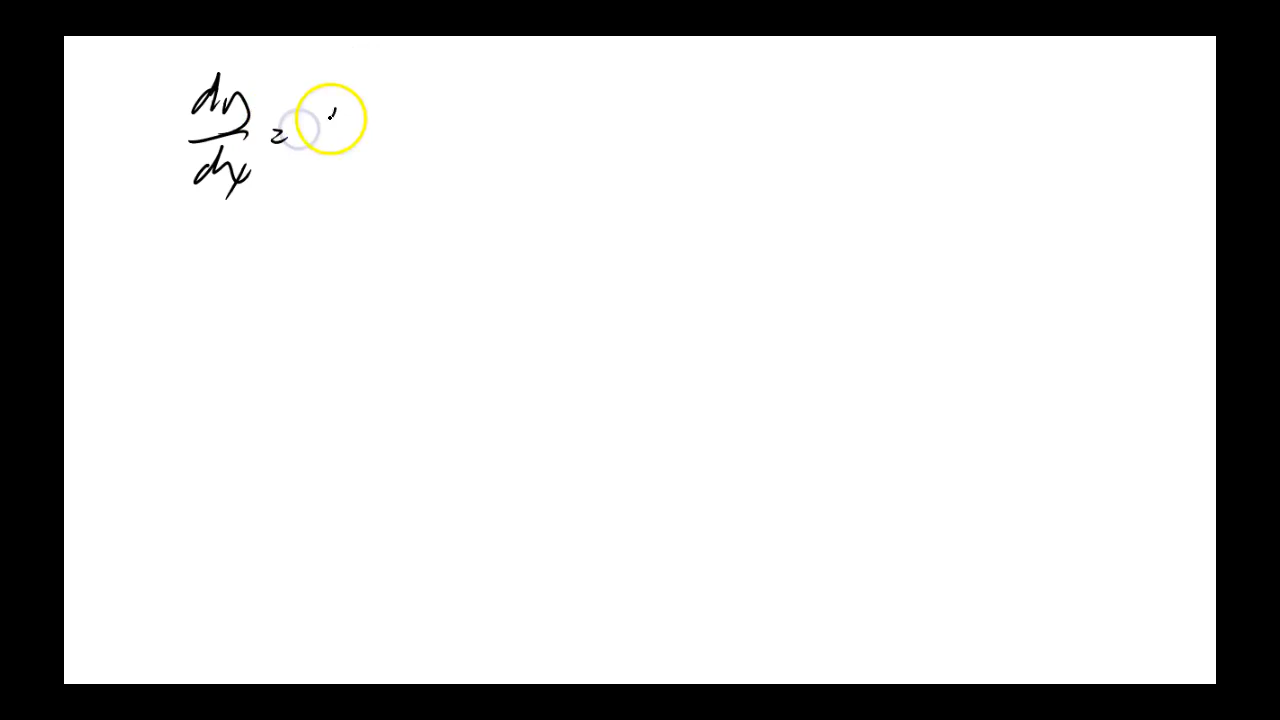 dy/dx =